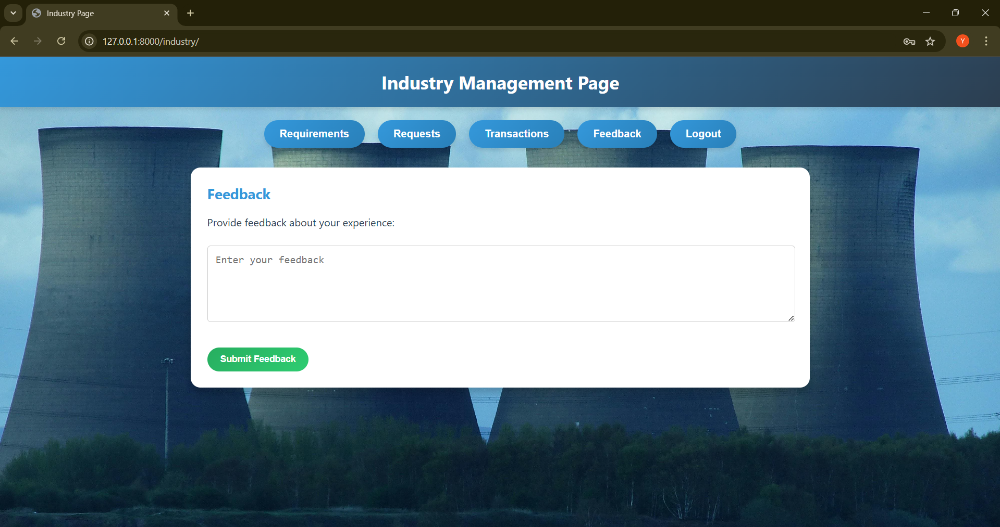 Industry Page
127.0.0.1:8000/industry/
Y
Industry Management Page
Requirements Requests Transactions Feedback Logout
Feedback
Provide feedback about your experience:
Enter your feedback
Submit Feedback